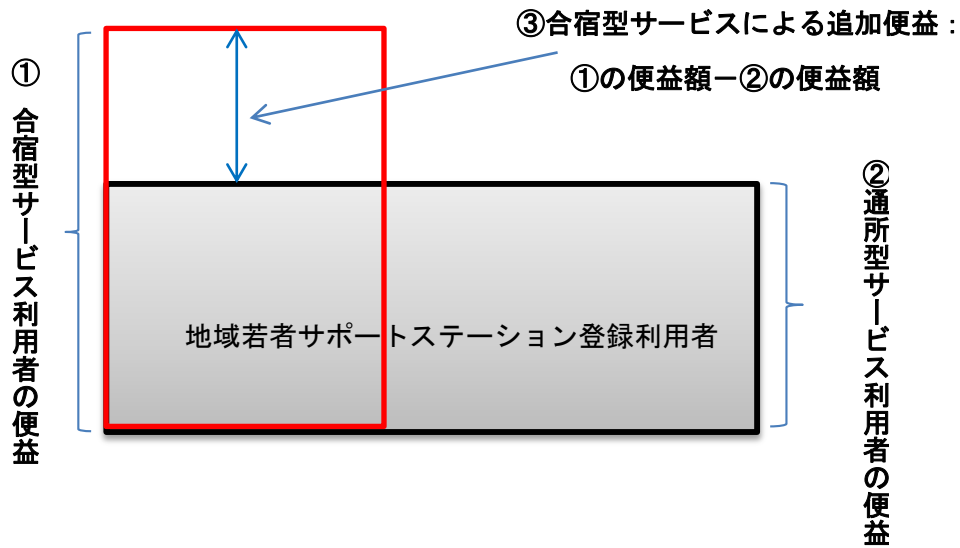 ③合宿型サービスによる追加便益：
①の便益額－②の便益額
①　合宿型サービス利用者の便益
②通所型サービス利用者の便益
地域若者サポートステーション登録利用者